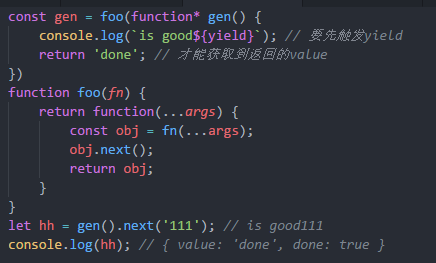 const gen = foo(function* gen() {
    console.log(`is good${yield}`); // 要先触发yield
    return 'done'; // 才能获取到返回的value
})
function foo(fn) {
    return function(...args) {
        const obj = fn(...args);
        obj.next();
        return obj;
    }
}
let hh = gen().next('111'); // is good111
console.log(hh); // { value: 'done', done: true }